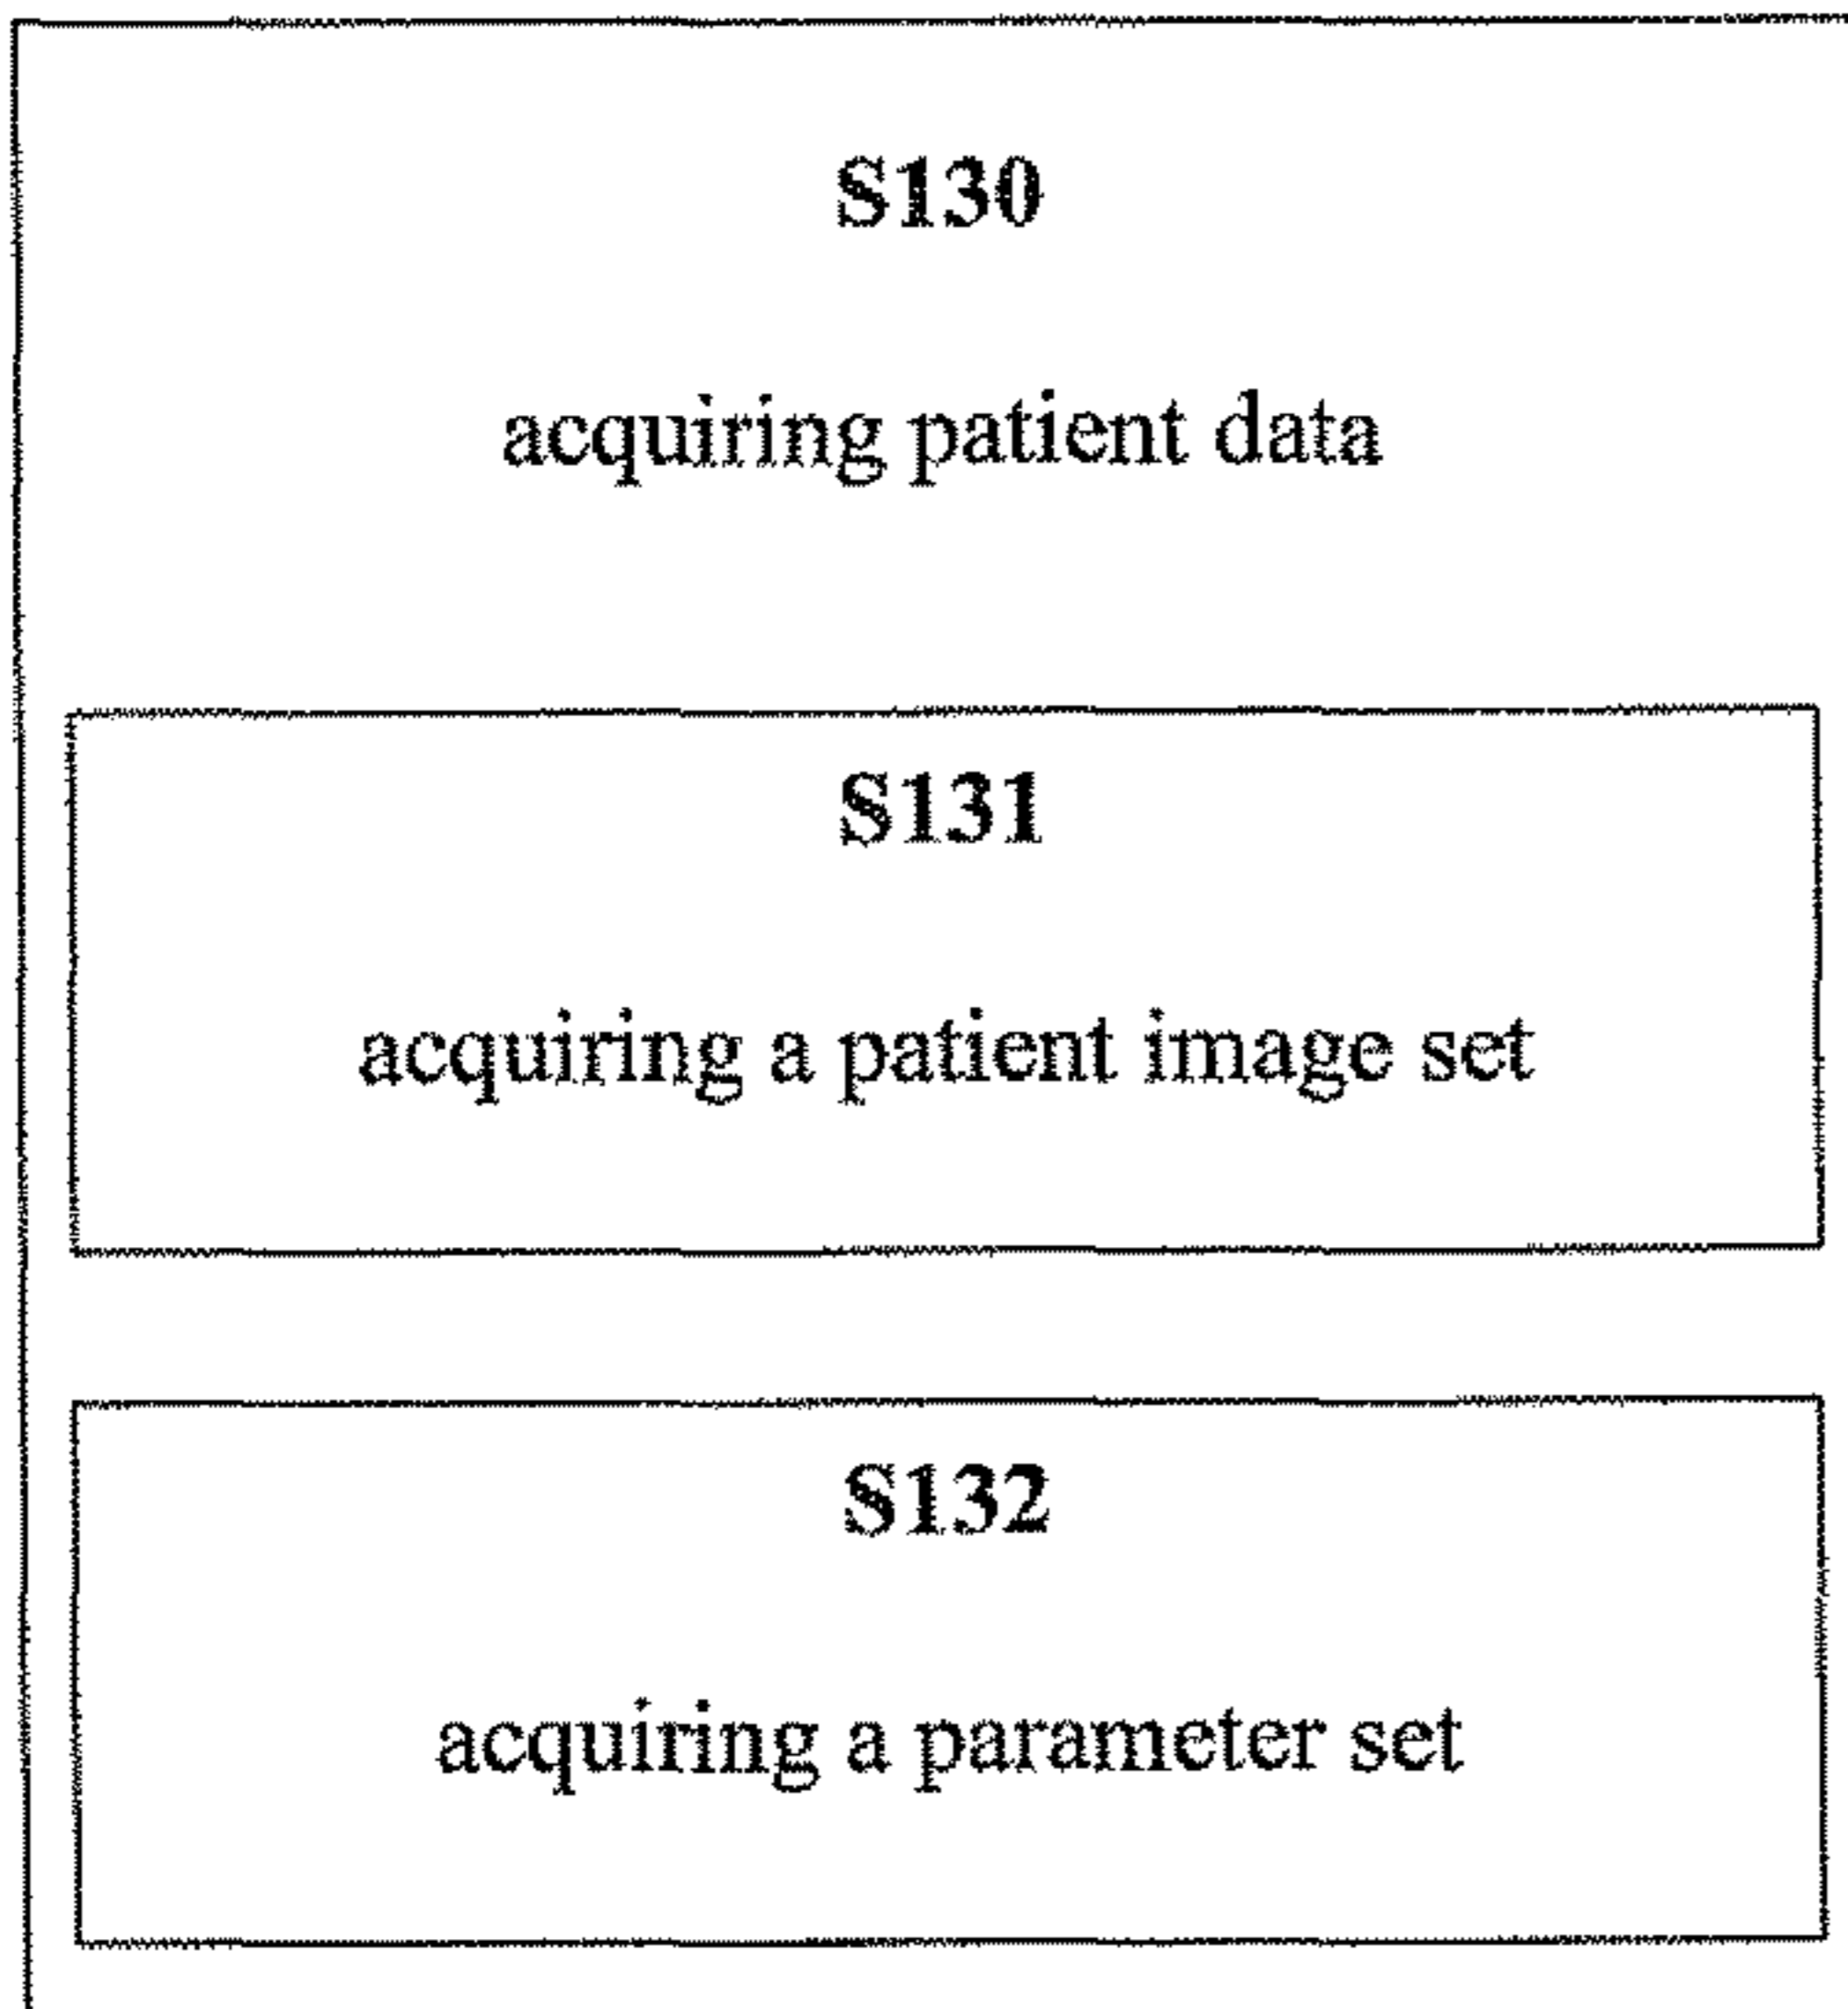 S130
acquiring patient data
S131
acquiring a patient image set
S132
acquiring a parameter set